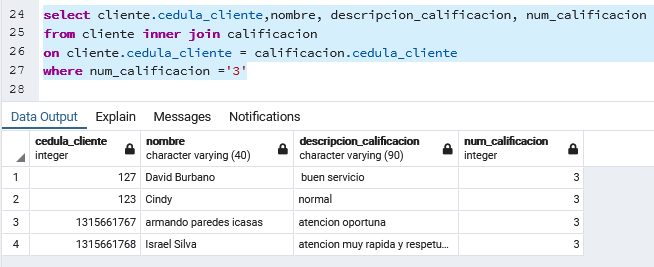 24 select cliente.cedula_cliente,nombre, descripcion_calificacion, num_calificacion
25 from cliente inner join calificacion
26 on cliente.cedula_cliente = calificacion.cedula_cliente
27 where num_calificacion ='3'
28
Data Output Explain Messages Notifications
cedula_cliente nombre descripcion_calificacion num_calificacion
integer character varying (40) character varying (90) integer
1 127 David Burbano buen servicio 3
2 123 Cindy normal 3
3 1315661767 armando paredes icasas atencion oportuna 3
4 1315661768 Israel Silva atencion muy rapida y respetu... 3